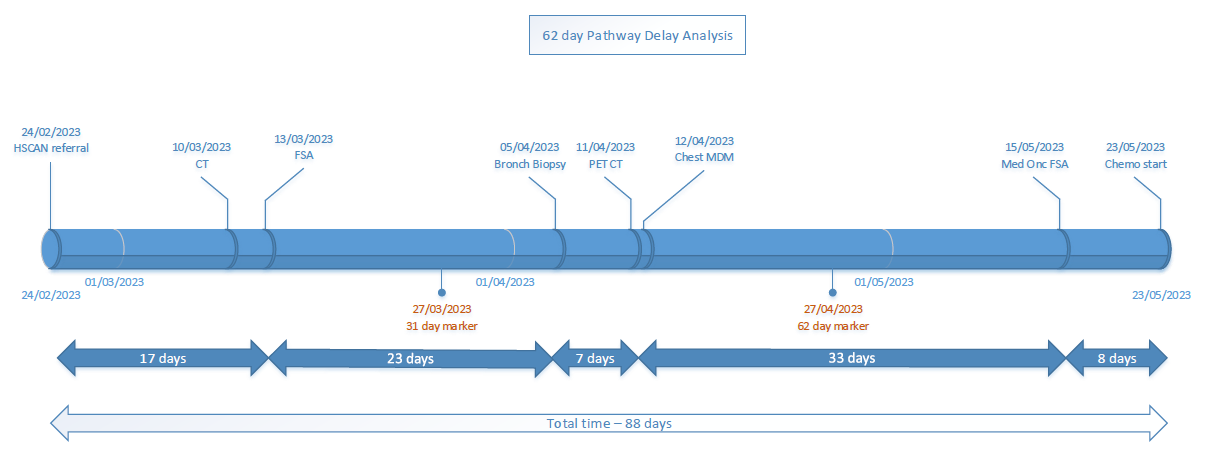 62 day Pathway Delay Analysis
24/02/2023
HSCAN referral
10/03/2023
CT
13/03/2023
FSA
05/04/2023
Bronch Biopsy
11/04/2023
PET CT
12/04/2023
Chest MDM
15/05/2023
Med Onc FSA
23/05/2023
Chemo start
24/02/2023
01/03/2023
01/04/2023
01/05/2023
23/05/2023
27/03/2023
31 day marker
27/04/2023
62 day marker
17 days
23 days
7 days
33 days
8 days
Total time – 88 days